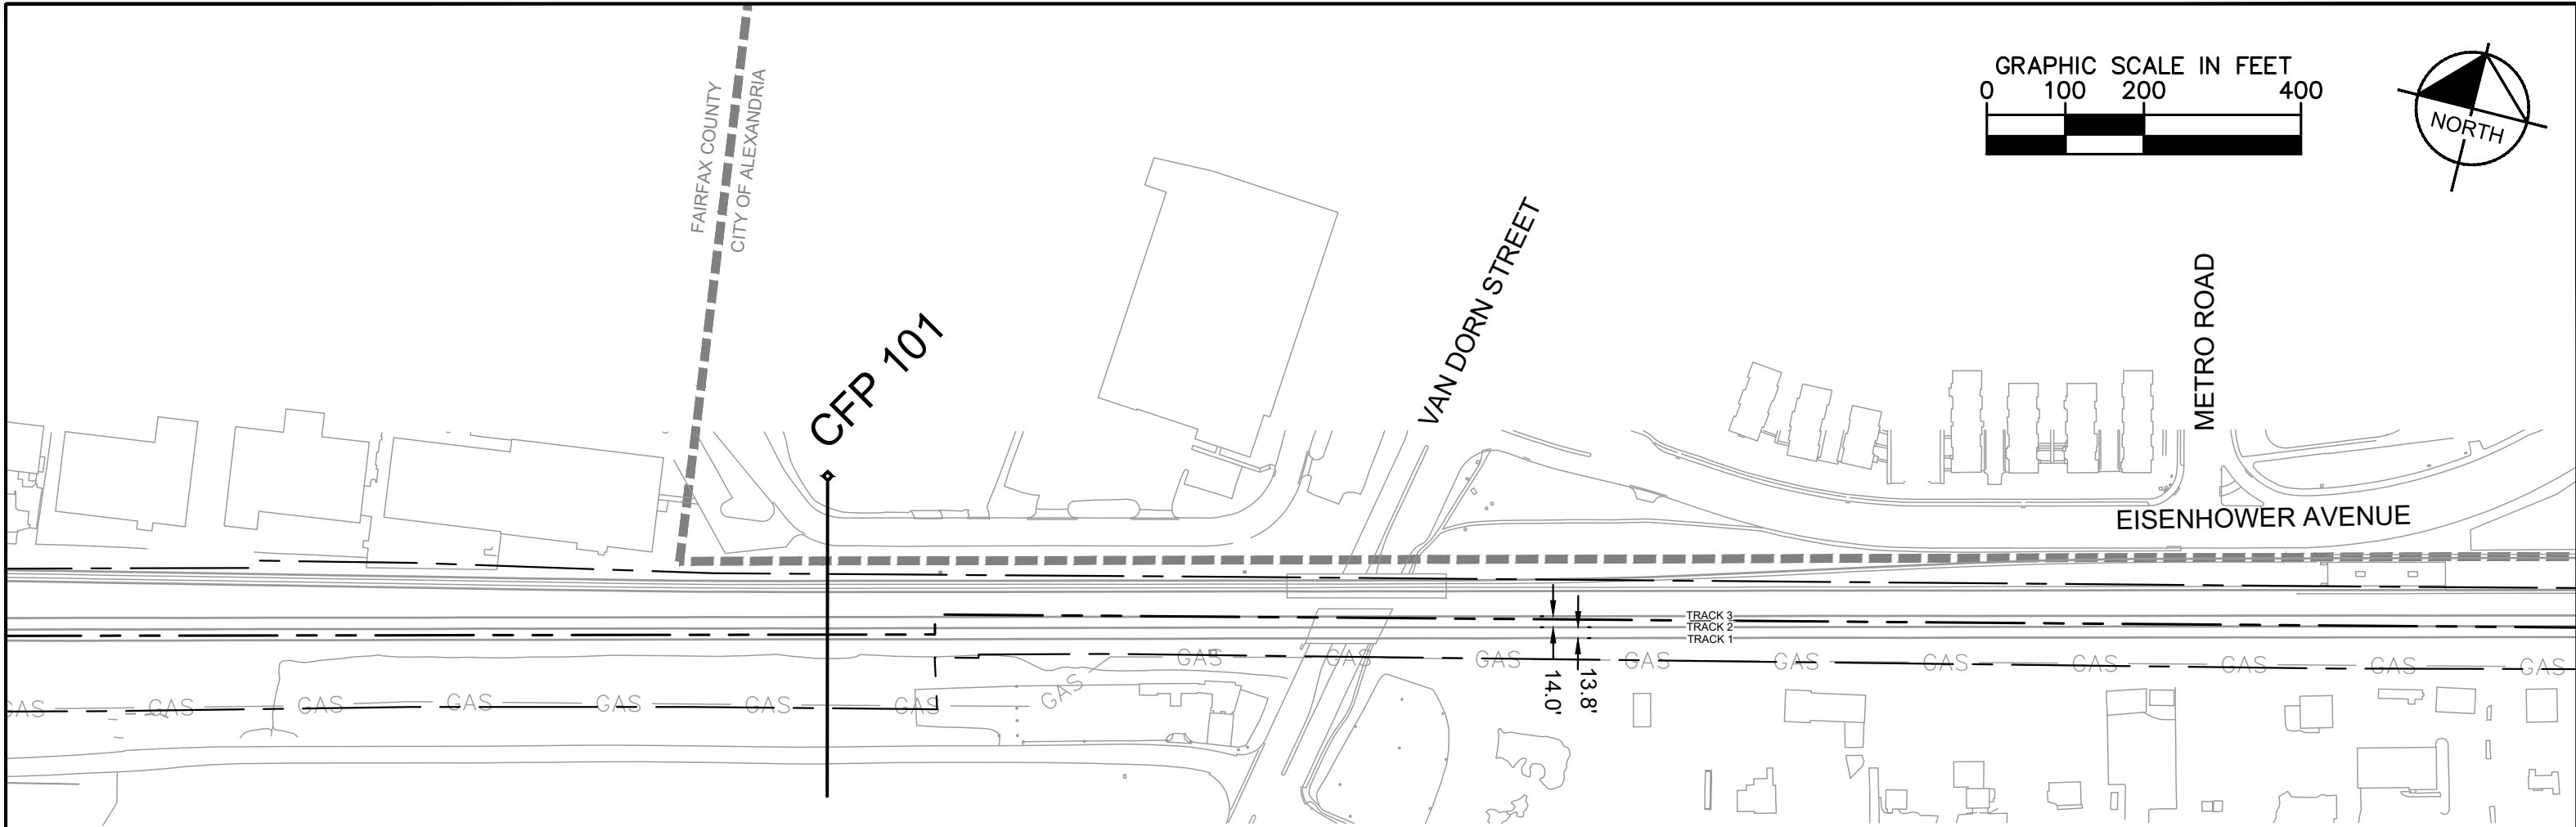 GRAPHIC SCALE IN FEET
0 100 200 400
NORTH
FAIRFAX COUNTY
CITY OF ALEXANDRIA
CFP 101
VAN DORN STREET
METRO ROAD
EISENHOWER AVENUE
TRACK 3
TRACK 2
TRACK 1
14.0'
13.8'
GAS GAS GAS GAS GAS GAS GAS GAS GAS GAS
GAS
GAS GAS GAS GAS GAS GAS GAS